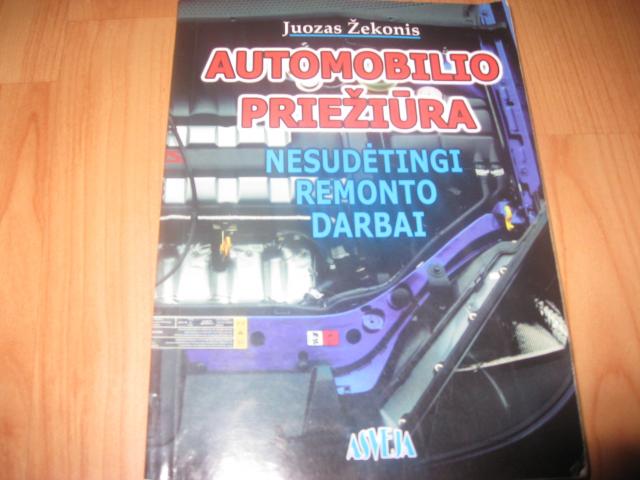 Juozas Žekonis
AUTOMOBILIO
PRIEŽIŪRA
NESUDĖTINGI
REMONTO
DARBAI
ASVEJA